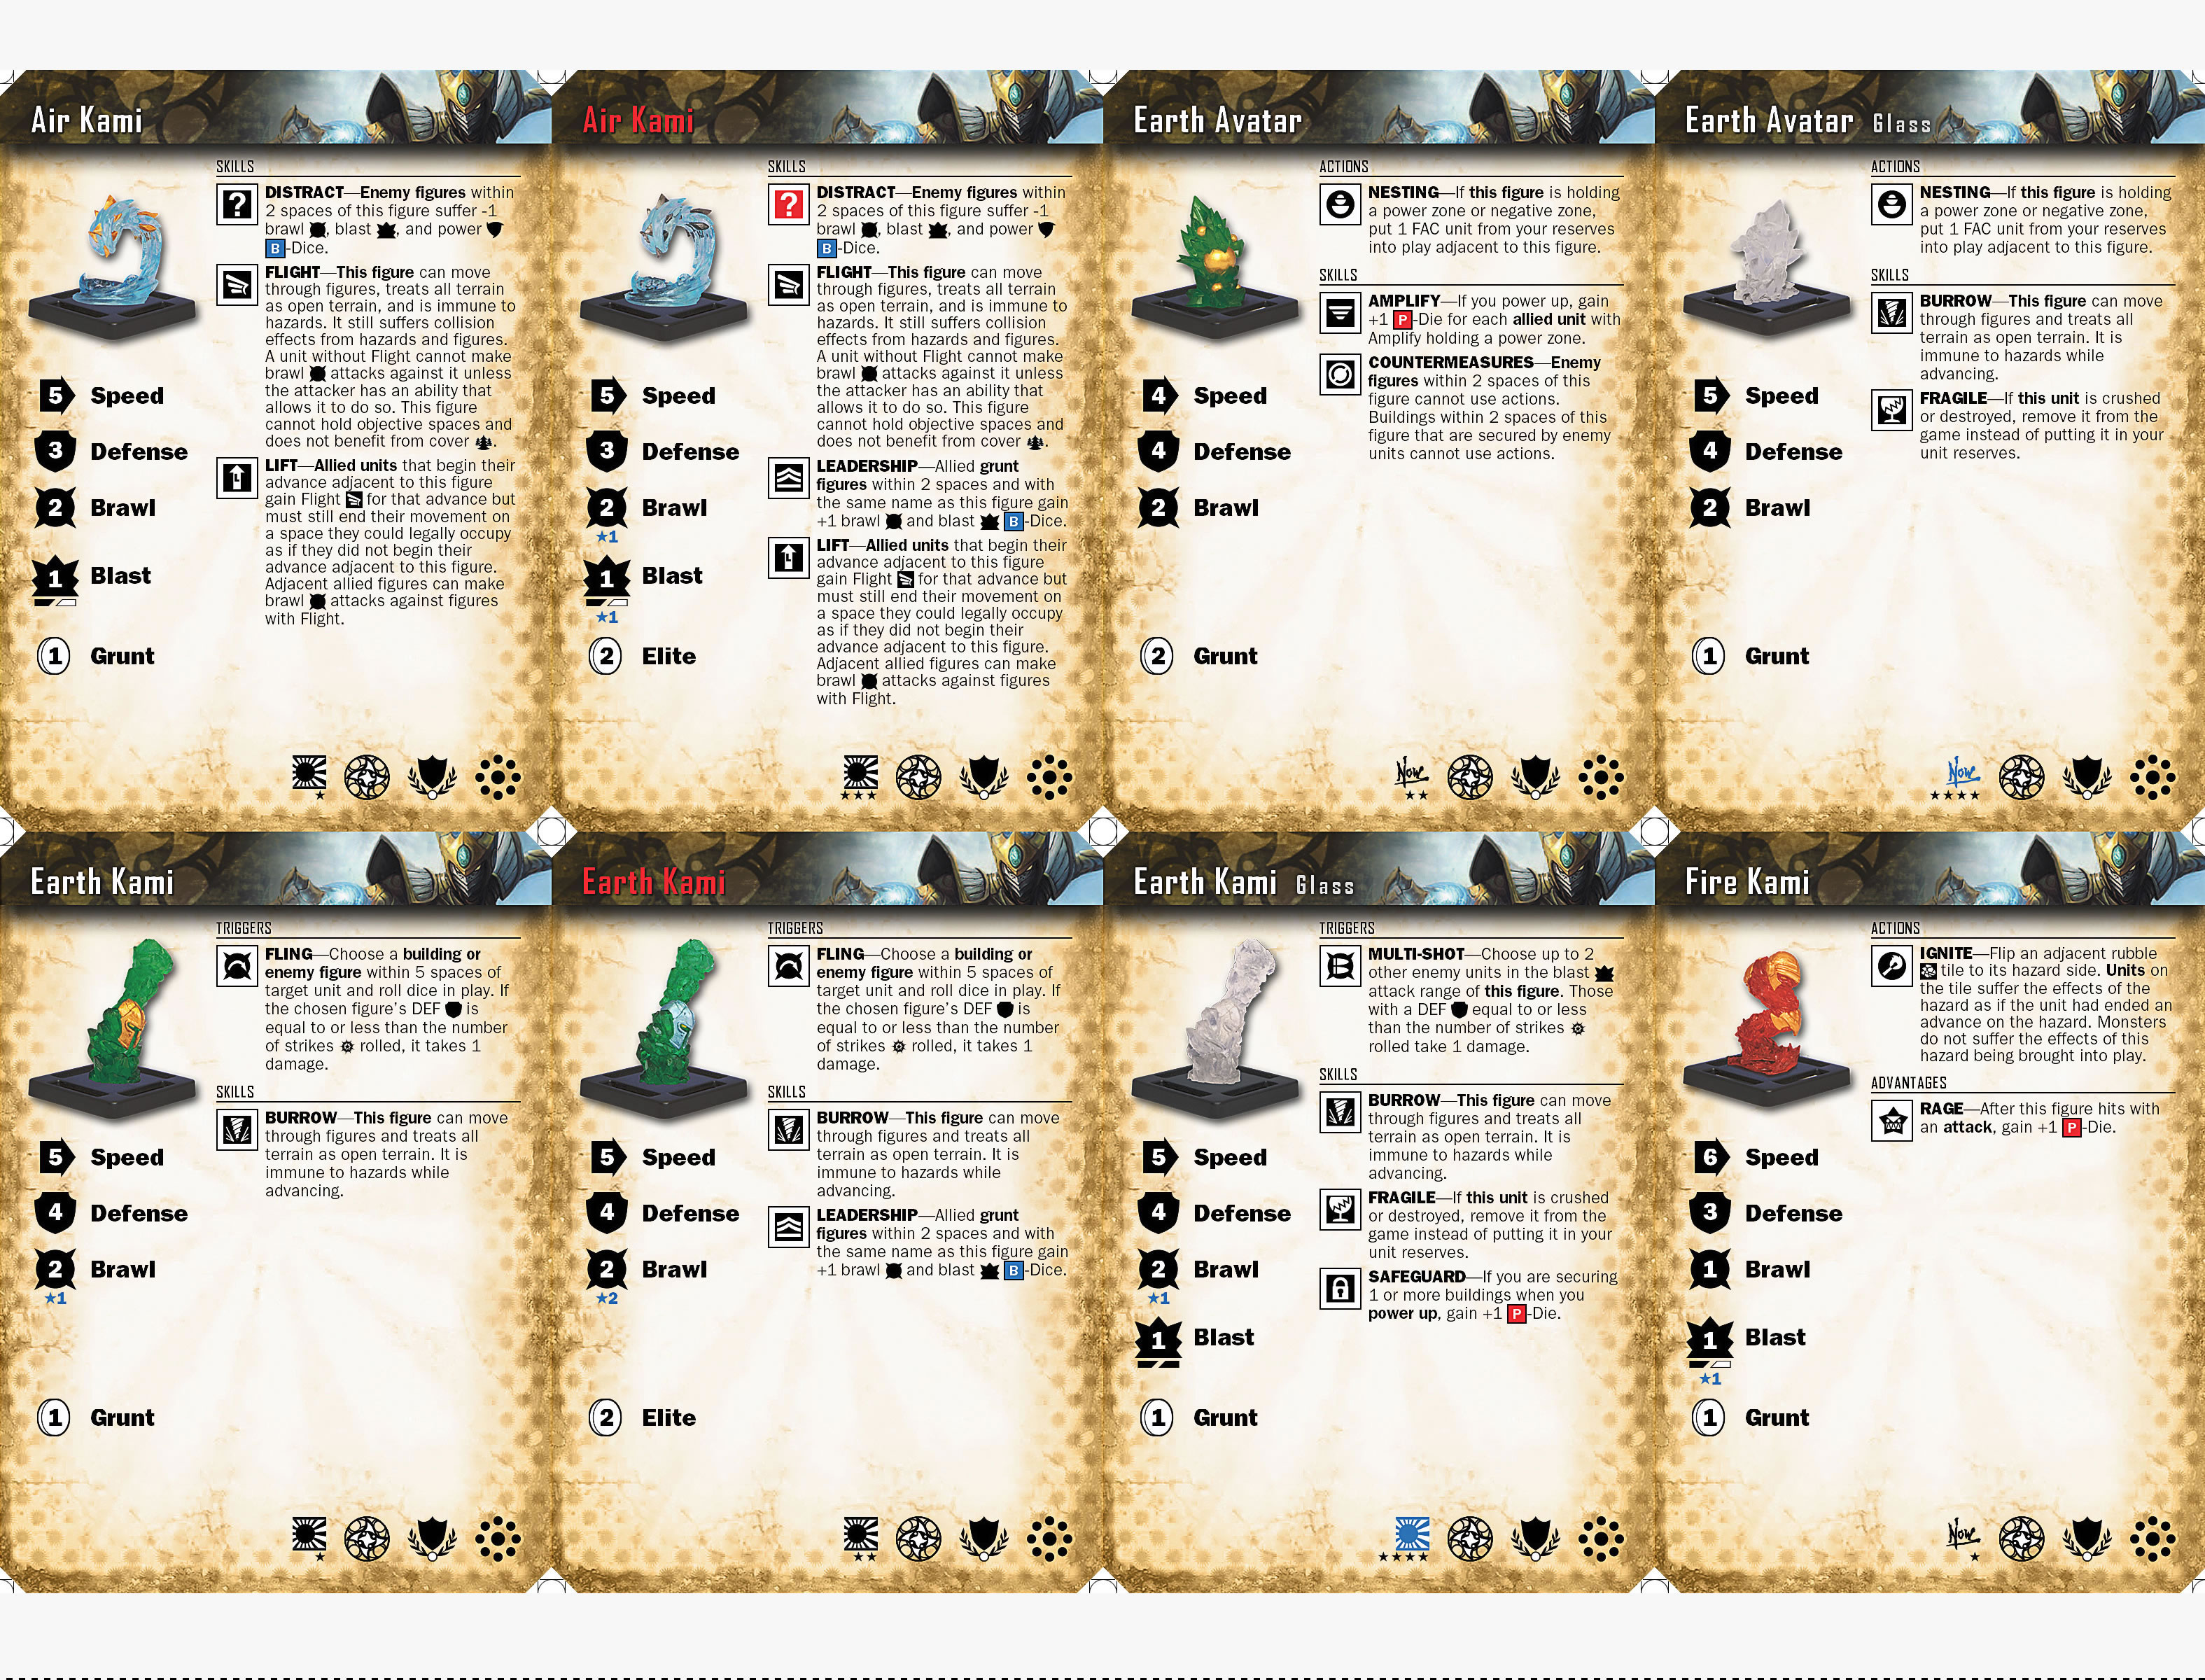 Air Kami
SKILLS
?
DISTRACT—Enemy figures within
2 spaces of this figure suffer -1
brawl , blast , and power
B-Dice.
FLIGHT—This figure can move
through figures, treats all terrain
as open terrain, and is immune to
hazards. It still suffers collision
effects from hazards and figures.
A unit without Flight cannot make
brawl attacks against it unless
the attacker has an ability that
allows it to do so. This figure
cannot hold objective spaces and
does not benefit from cover .
LIFT—Allied units that begin their
advance adjacent to this figure
gain Flight for that advance but
must still end their movement on
a space they could legally occupy
as if they did not begin their
advance adjacent to this figure.
Adjacent allied figures can make
brawl attacks against figures
with Flight.
5 Speed
3 Defense
2 Brawl
1 Blast
1 Grunt
Air Kami
SKILLS
?
DISTRACT—Enemy figures within
2 spaces of this figure suffer -1
brawl , blast , and power
B-Dice.
FLIGHT—This figure can move
through figures, treats all terrain
as open terrain, and is immune to
hazards. It still suffers collision
effects from hazards and figures.
A unit without Flight cannot make
brawl attacks against it unless
the attacker has an ability that
allows it to do so. This figure
cannot hold objective spaces and
does not benefit from cover .
LEADERSHIP—Allied grunt
figures within 2 spaces and with
the same name as this figure gain
+1 brawl and blast B-Dice.
LIFT—Allied units that begin their
advance adjacent to this figure
gain Flight for that advance but
must still end their movement on
a space they could legally occupy
as if they did not begin their
advance adjacent to this figure.
Adjacent allied figures can make
brawl attacks against figures
with Flight.
5 Speed
3 Defense
2 Brawl
★1
1 Blast
★1
2 Elite
Earth Avatar
ACTIONS
NESTING—If this figure is holding
a power zone or negative zone,
put 1 FAC unit from your reserves
into play adjacent to this figure.
SKILLS
AMPLIFY—If you power up, gain
+1 P-Die for each allied unit with
Amplify holding a power zone.
COUNTERMEASURES—Enemy
figures within 2 spaces of this
figure cannot use actions.
Buildings within 2 spaces of this
figure that are secured by enemy
units cannot use actions.
4 Speed
4 Defense
2 Brawl
2 Grunt
Now
Earth Avatar Glass
ACTIONS
NESTING—If this figure is holding
a power zone or negative zone,
put 1 FAC unit from your reserves
into play adjacent to this figure.
SKILLS
BURROW—This figure can move
through figures and treats all
terrain as open terrain. It is
immune to hazards while
advancing.
FRAGILE—If this unit is crushed
or destroyed, remove it from the
game instead of putting it in your
unit reserves.
5 Speed
4 Defense
2 Brawl
1 Grunt
Now
Earth Kami
TRIGGERS
FLING—Choose a building or
enemy figure within 5 spaces of
target unit and roll dice in play. If
the chosen figure's DEF is
equal to or less than the number
of strikes rolled, it takes 1
damage.
SKILLS
BURROW—This figure can move
through figures and treats all
terrain as open terrain. It is
immune to hazards while
advancing.
5 Speed
4 Defense
2 Brawl
★1
1 Grunt
Earth Kami
TRIGGERS
FLING—Choose a building or
enemy figure within 5 spaces of
target unit and roll dice in play. If
the chosen figure's DEF is
equal to or less than the number
of strikes rolled, it takes 1
damage.
SKILLS
BURROW—This figure can move
through figures and treats all
terrain as open terrain. It is
immune to hazards while
advancing.
LEADERSHIP—Allied grunt
figures within 2 spaces and with
the same name as this figure gain
+1 brawl and blast B-Dice.
5 Speed
4 Defense
2 Brawl
★2
2 Elite
Earth Kami Glass
TRIGGERS
MULTI-SHOT—Choose up to 2
other enemy units in the blast
attack range of this figure. Those
with a DEF equal to or less
than the number of strikes
rolled take 1 damage.
SKILLS
BURROW—This figure can move
through figures and treats all
terrain as open terrain. It is
immune to hazards while
advancing.
FRAGILE—If this unit is crushed
or destroyed, remove it from the
game instead of putting it in your
unit reserves.
SAFEGUARD—If you are securing
1 or more buildings when you
power up, gain +1 P-Die.
5 Speed
4 Defense
2 Brawl
★1
1 Blast
1 Grunt
Fire Kami
ACTIONS
IGNITE—Flip an adjacent rubble
tile to its hazard side. Units on
the tile suffer the effects of the
hazard as if the unit had ended an
advance on the hazard. Monsters
do not suffer the effects of this
hazard being brought into play.
ADVANTAGES
RAGE—After this figure hits with
an attack, gain +1 P-Die.
6 Speed
3 Defense
1 Brawl
1 Blast
★1
1 Grunt
Now